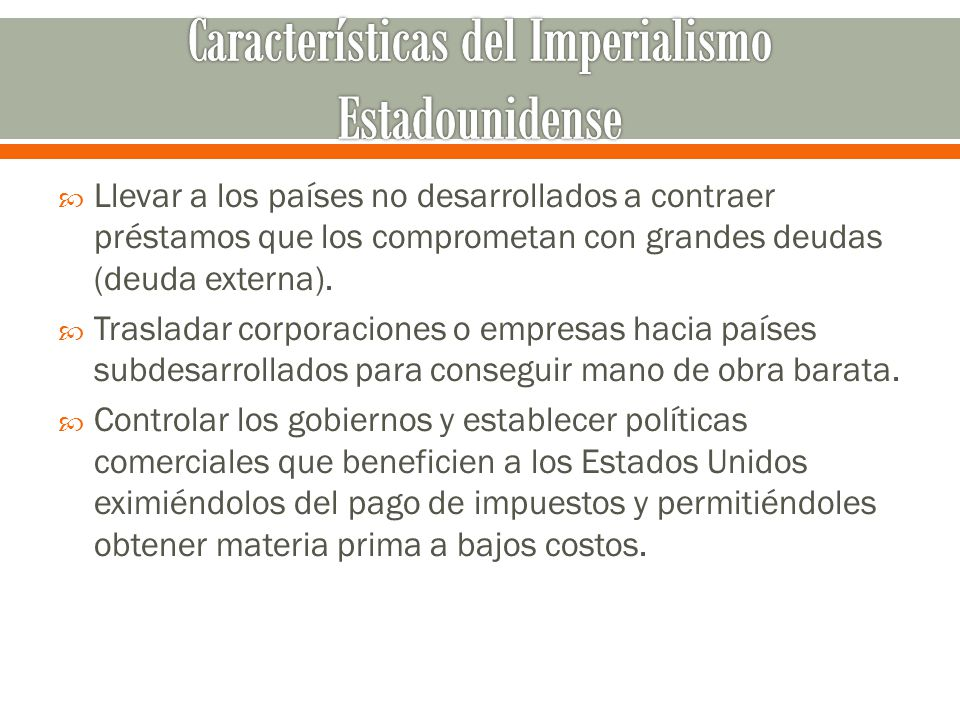 Características del Imperialismo
Estadounidense
Llevar a los países no desarrollados a contraer
préstamos que los comprometan con grandes deudas
(deuda externa).
Trasladar corporaciones o empresas hacia países
subdesarrollados para conseguir mano de obra barata.
Controlar los gobiernos y establecer políticas
comerciales que beneficien a los Estados Unidos
eximiéndolos del pago de impuestos y permitiéndoles
obtener materia prima a bajos costos.